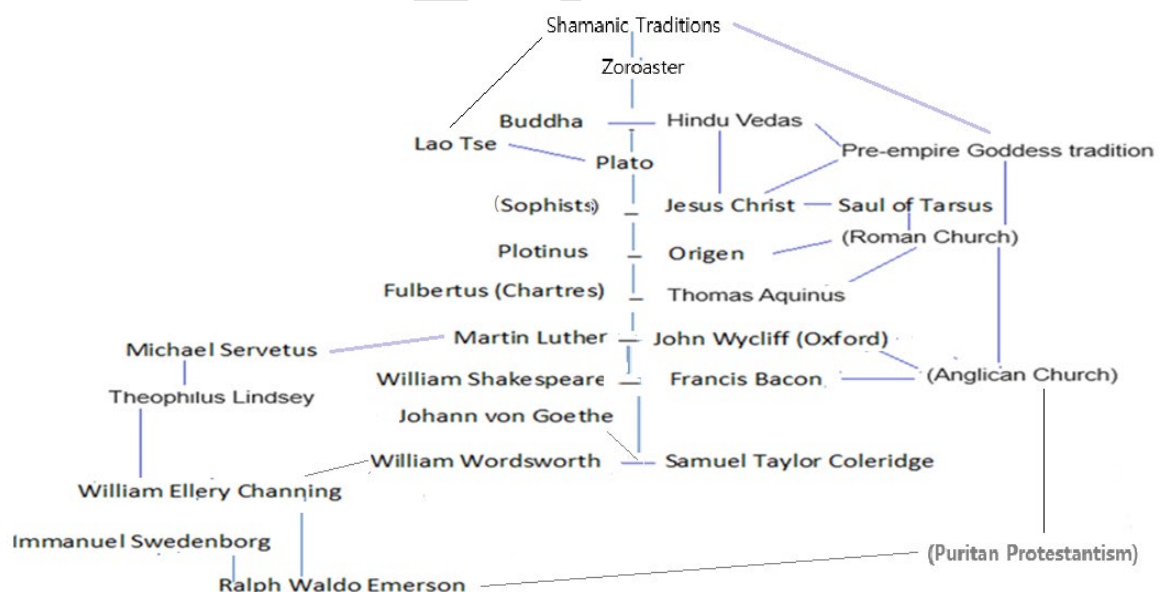 Shamanic Traditions
Zoroaster
Buddha Hindu Vedas
Lao Tse Pre-empire Goddess tradition
Plato
(Sophists) Jesus Christ Saul of Tarsus
(Roman Church)
Plotinus Origen
Fulbertus (Chartres) Thomas Aquinus
Martin Luther John Wycliff (Oxford)
Michael Servetus
William Shakespeare Francis Bacon (Anglican Church)
Theophilus Lindsey
Johann von Goethe
William Wordsworth Samuel Taylor Coleridge
William Ellery Channing
Immanuel Swedenborg (Puritan Protestantism)
Ralph Waldo Emerson